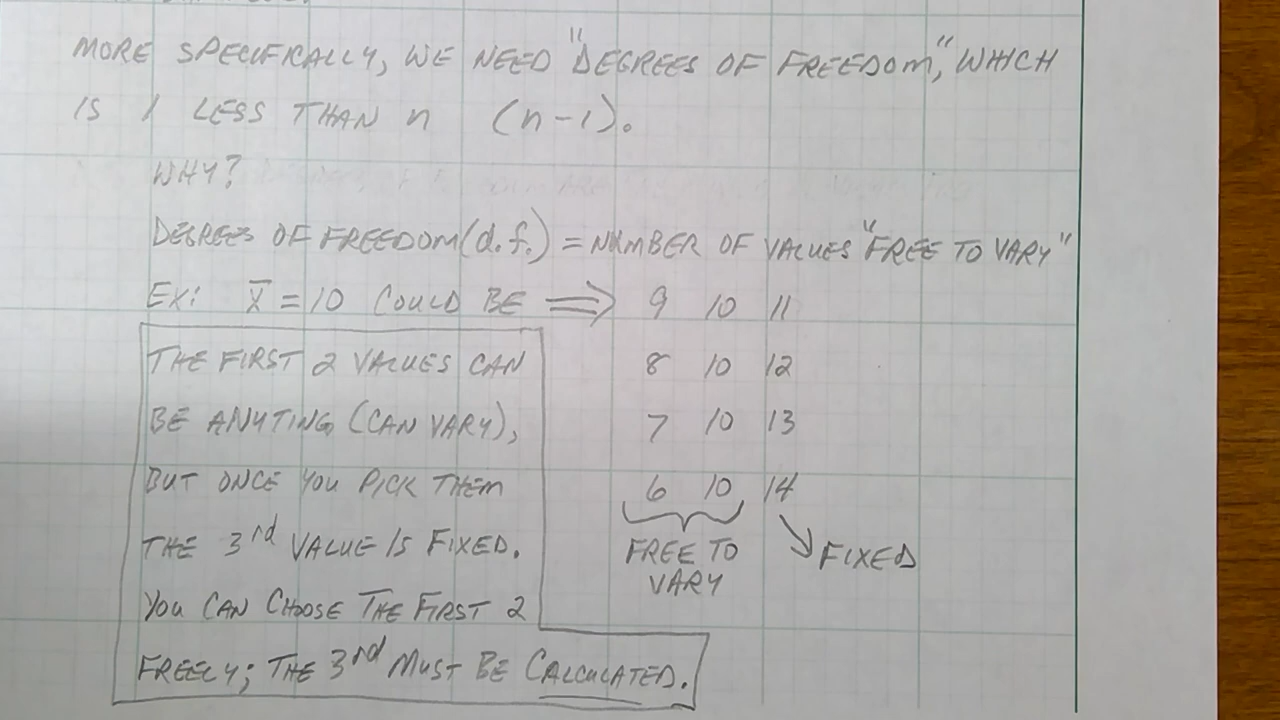 MORE SPECIFICALLY, WE NEED "DEGREES OF FREEDOM," WHICH
IS 1 LESS THAN n (n-1).
WHY?
DEGREES OF FREEDOM (d.f.) = NUMBER OF VALUES "FREE TO VARY"
EX: X̅ = 10 COULD BE ⟹ 9 10 11
THE FIRST 2 VALUES CAN 8 10 12
BE ANYTING (CAN VARY), 7 10 13
BUT ONCE YOU PICK THEM 6 10 14
THE 3rd VALUE IS FIXED. FREE TO ↘ FIXED
VARY
YOU CAN CHOOSE THE FIRST 2
FREELY; THE 3rd MUST BE CALCULATED.